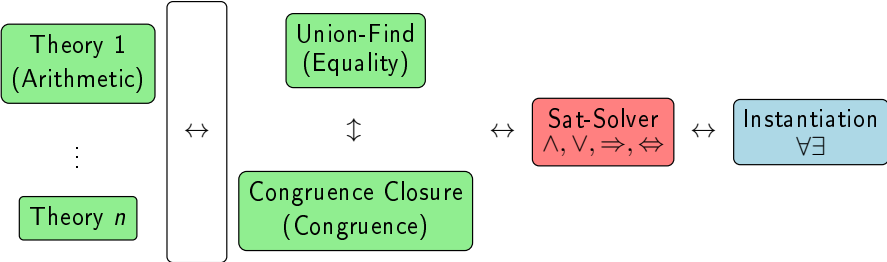 Theory 1
(Arithmetic)
⋮
Theory n
↔
Union-Find
(Equality)
↕
Congruence Closure
(Congruence)
↔
Sat-Solver
∧, ∨, ⇒, ⇔
↔
Instantiation
∀∃